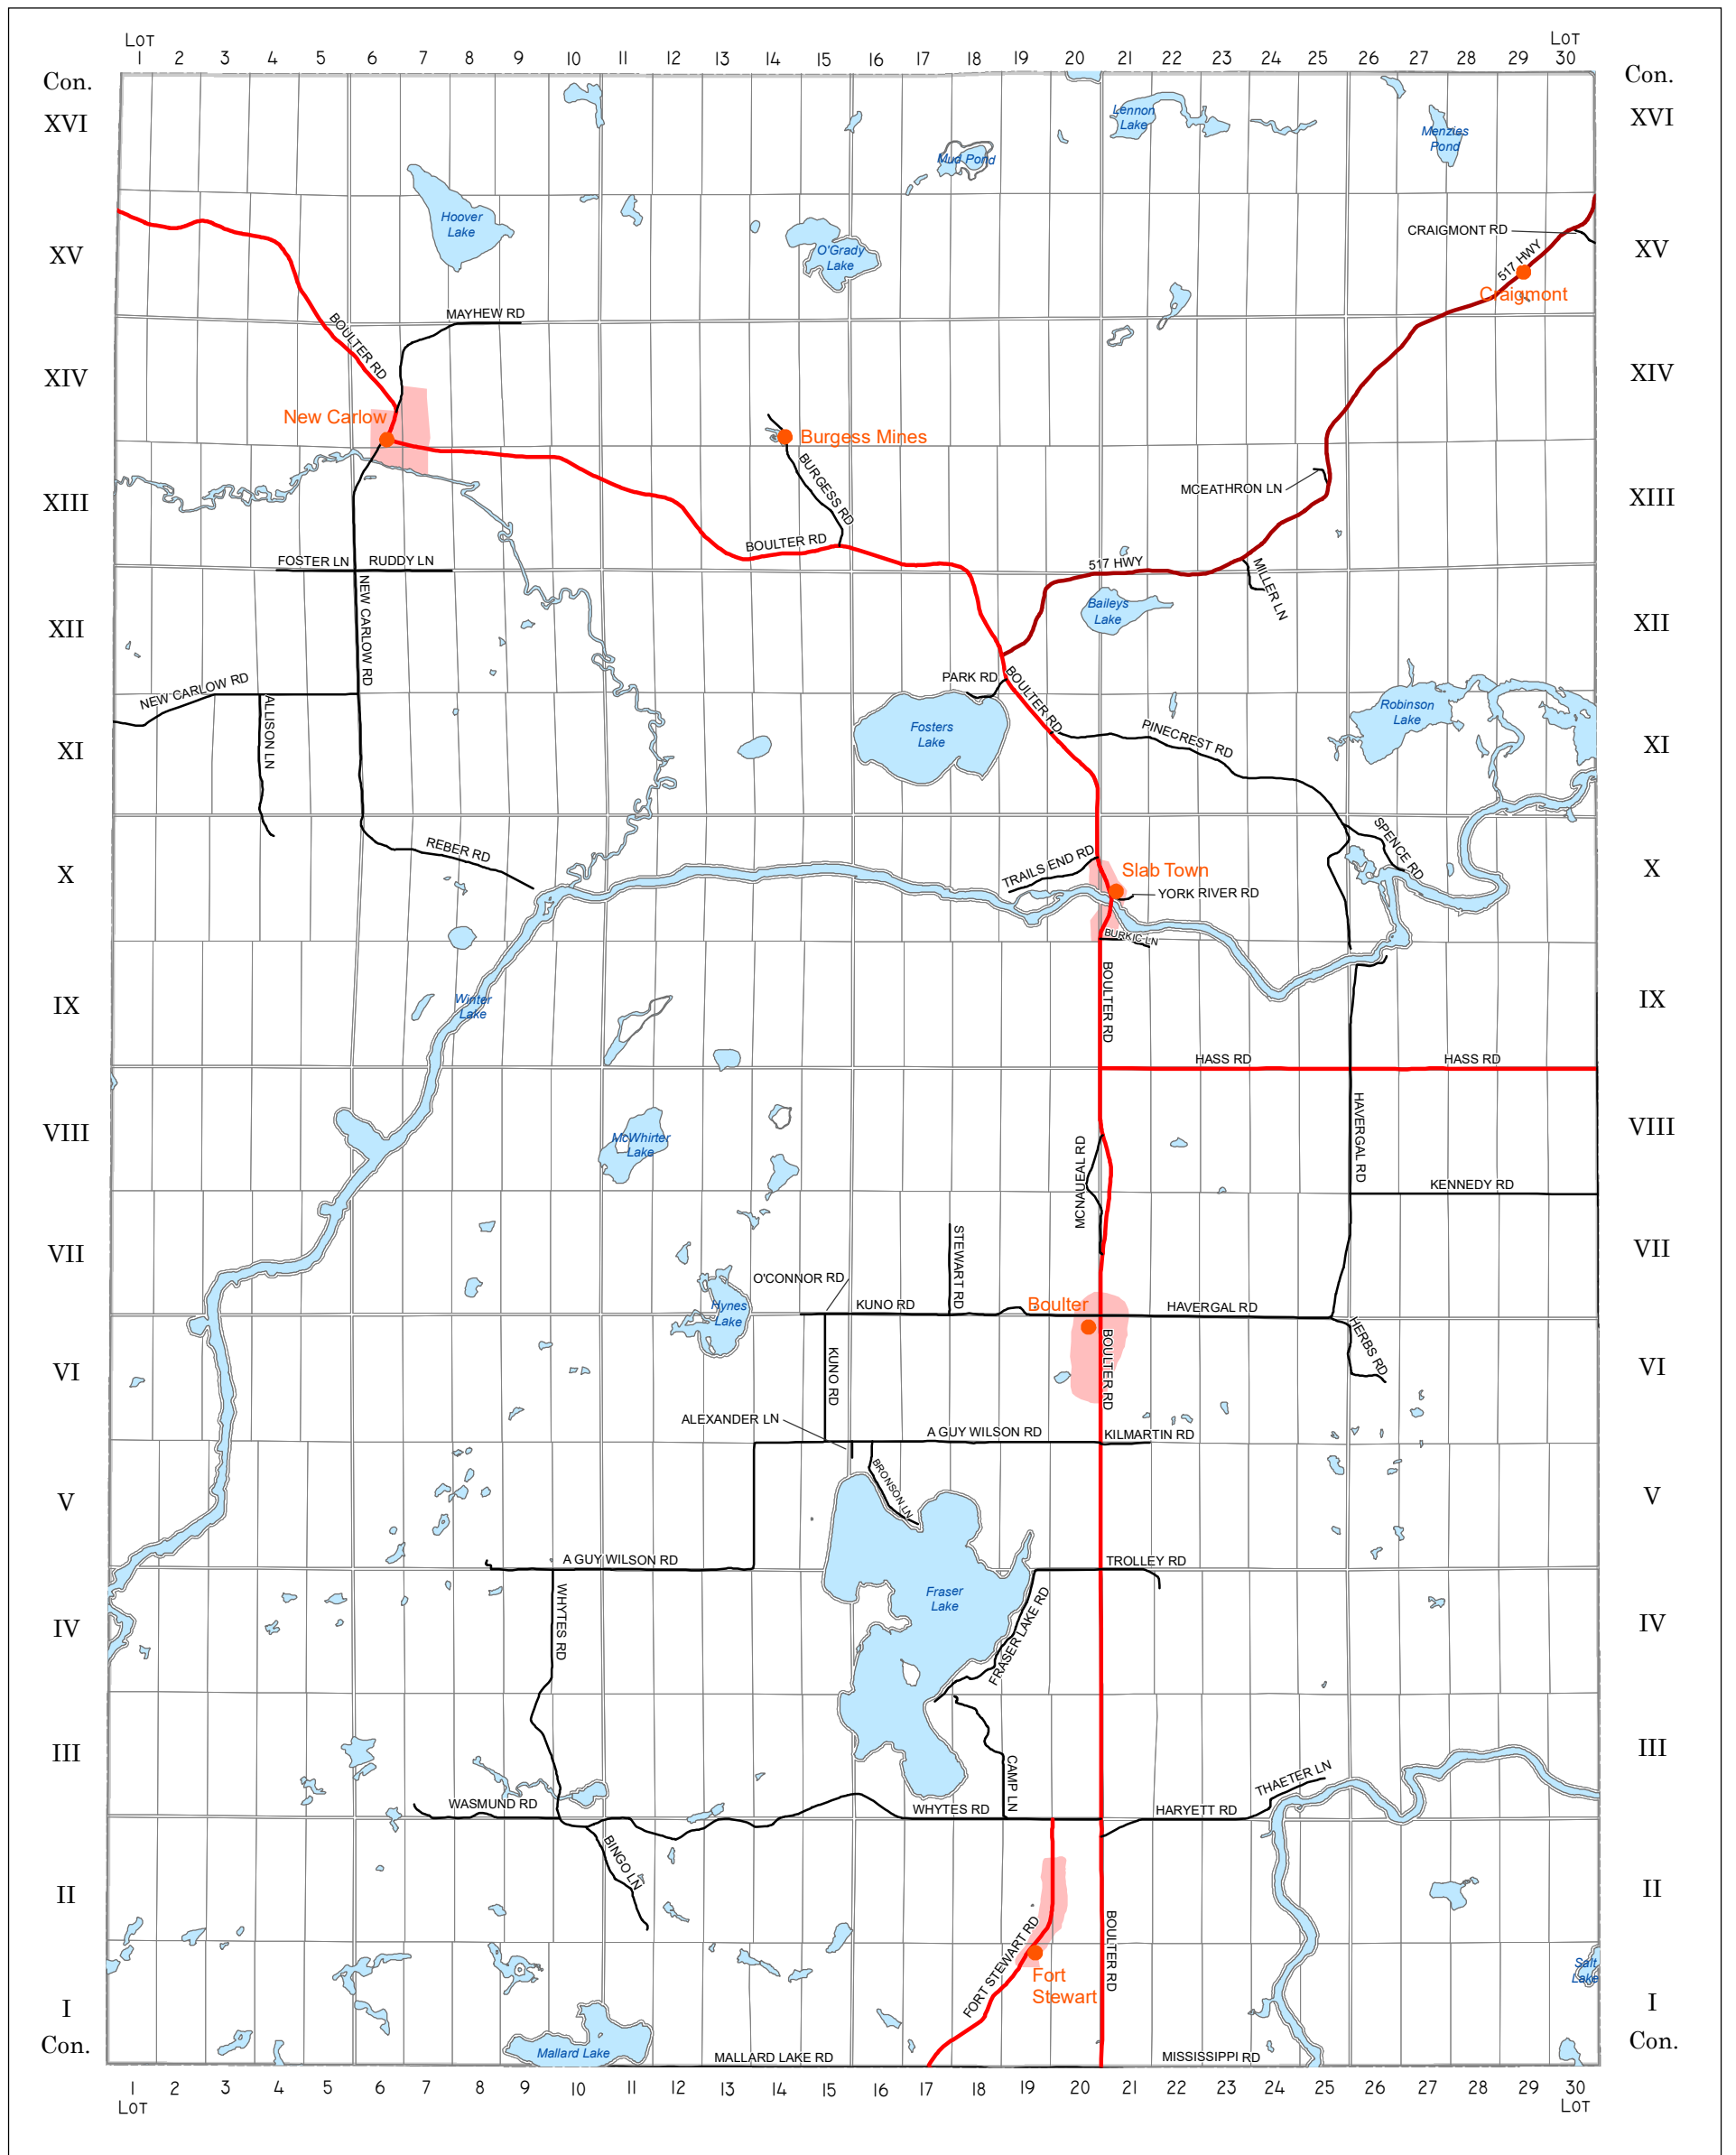 LOT
LOT
1 2 3 4 5 6 7 8 9 10 11 12 13 14 15 16 17 18 19 20 21 22 23 24 25 26 27 28 29 30
Con.
Con.
XVI
Lennon
Lake
Menzies
Pond
Mud Pond
XVI
XV
Hoover
Lake
O'Grady
Lake
CRAIGMONT RD
517 HWY
Craigmont
XV
MAYHEW RD
BOULTER RD
XIV
XIV
New Carlow
Burgess Mines
BURGESS RD
MCEATHRON LN
XIII
XIII
BOULTER RD
FOSTER LN
RUDDY LN
517 HWY
MILLER LN
NEW CARLOW RD
Baileys
Lake
XII
XII
PARK RD
BOULTER RD
NEW CARLOW RD
ALLISON LN
Fosters
Lake
PINECREST RD
Robinson
Lake
XI
XI
REBER RD
TRAILS END RD
Slab Town
SPENCE RD
X
X
YORK RIVER RD
BURKIC LN
BOULTER RD
Winter
Lake
IX
IX
HASS RD
HASS RD
McWhirter
Lake
MCNAUEAL RD
HAVERGAL RD
VIII
VIII
KENNEDY RD
STEWART RD
VII
VII
O'CONNOR RD
Hynes
Lake
KUNO RD
Boulter
HAVERGAL RD
HERBS RD
KUNO RD
BOULTER RD
VI
VI
ALEXANDER LN
A GUY WILSON RD
KILMARTIN RD
BRONSON LN
V
V
A GUY WILSON RD
TROLLEY RD
WHYTES RD
Fraser
Lake
FRASER LAKE RD
IV
IV
III
CAMP LN
THAETER LN
III
WASMUND RD
WHYTES RD
HARYETT RD
BINGO LN
II
II
FORT STEWART RD
BOULTER RD
Fort
Stewart
Salt
Lake
I
I
Con.
Con.
Mallard Lake
MALLARD LAKE RD
MISSISSIPPI RD
1 2 3 4 5 6 7 8 9 10 11 12 13 14 15 16 17 18 19 20 21 22 23 24 25 26 27 28 29 30
LOT
LOT